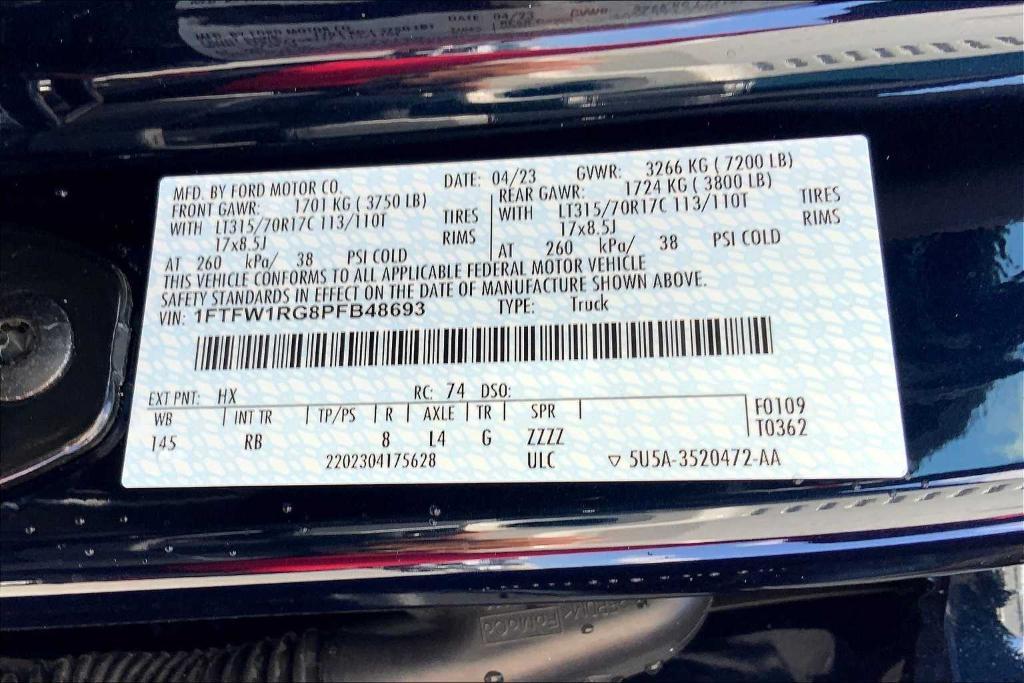 MFD. BY FORD MOTOR CO. DATE: 04/23 GVWR: 3266 KG ( 7200 LB)
FRONT GAWR: 1701 KG ( 3750 LB) REAR GAWR: 1724 KG ( 3800 LB)
WITH LT315/70R17C 113/110T TIRES WITH LT315/70R17C 113/110T TIRES
17x8.5J RIMS 17x8.5J RIMS
AT 260 kPa/ 38 PSI COLD AT 260 kPa/ 38 PSI COLD
THIS VEHICLE CONFORMS TO ALL APPLICABLE FEDERAL MOTOR VEHICLE
SAFETY STANDARDS IN EFFECT ON THE DATE OF MANUFACTURE SHOWN ABOVE.
VIN: 1FTFW1RG8PFB48693 TYPE: Truck
EXT PNT: HX RC: 74 DSO:
WB INT TR TP/PS R AXLE TR SPR F0109
145 RB 8 L4 G ZZZZ T0362
2202304175628 ULC ▽ 5U5A-3520472-AA
FoMoCo